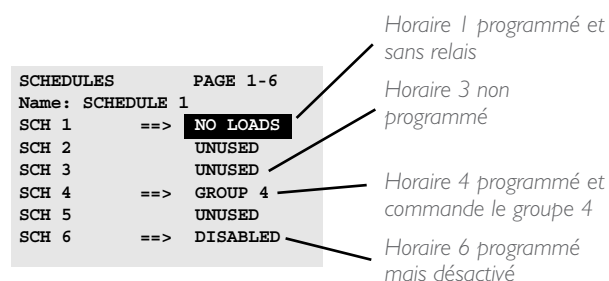 SCHEDULES PAGE 1-6
Name: SCHEDULE 1
SCH 1 ==> NO LOADS
SCH 2 UNUSED
SCH 3 UNUSED
SCH 4 ==> GROUP 4
SCH 5 UNUSED
SCH 6 ==> DISABLED
Horaire 1 programmé et
sans relais
Horaire 3 non
programmé
Horaire 4 programmé et
commande le groupe 4
Horaire 6 programmé
mais désactivé